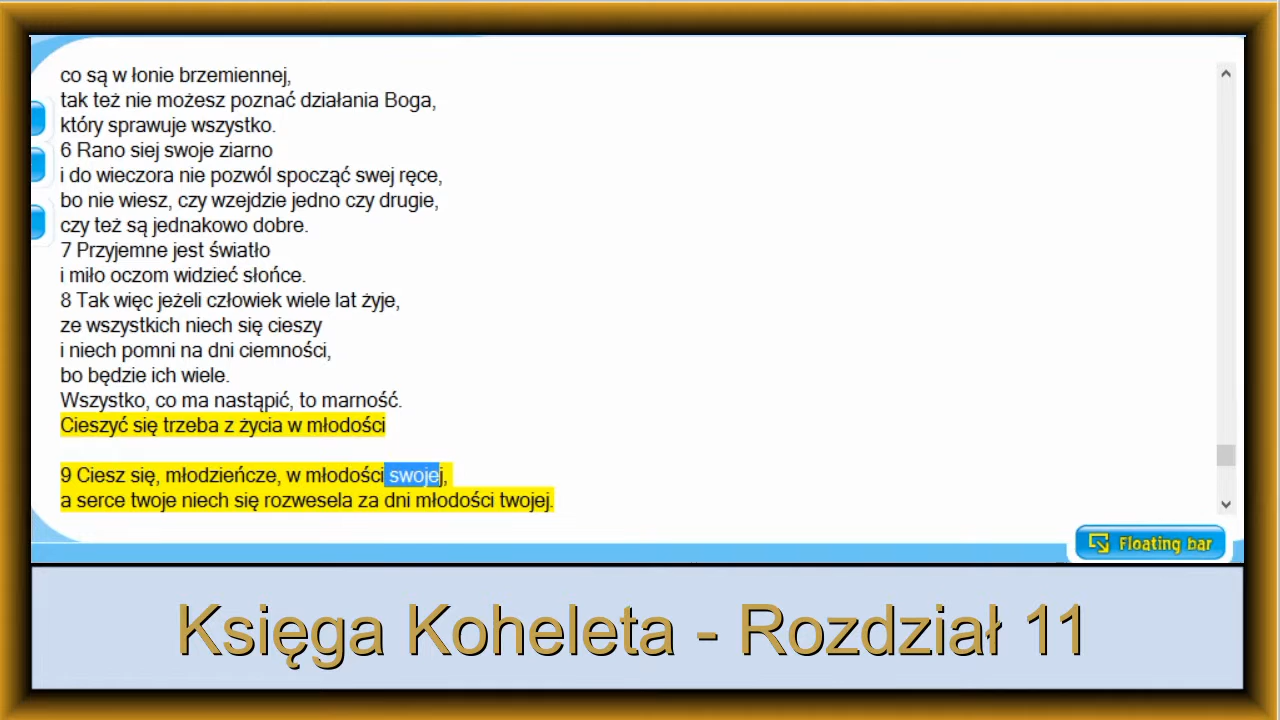 co są w łonie brzemiennej,
tak też nie możesz poznać działania Boga,
który sprawuje wszystko.
6 Rano siej swoje ziarno
i do wieczora nie pozwól spocząć swej ręce,
bo nie wiesz, czy wzejdzie jedno czy drugie,
czy też są jednakowo dobre.
7 Przyjemne jest światło
i miło oczom widzieć słońce.
8 Tak więc jeżeli człowiek wiele lat żyje,
ze wszystkich niech się cieszy
i niech pomni na dni ciemności,
bo będzie ich wiele.
Wszystko, co ma nastąpić, to marność.
Cieszyć się trzeba z życia w młodości
9 Ciesz się, młodzieńcze, w młodości swojej,
a serce twoje niech się rozwesela za dni młodości twojej.
Floating bar
Księga Koheleta - Rozdział 11